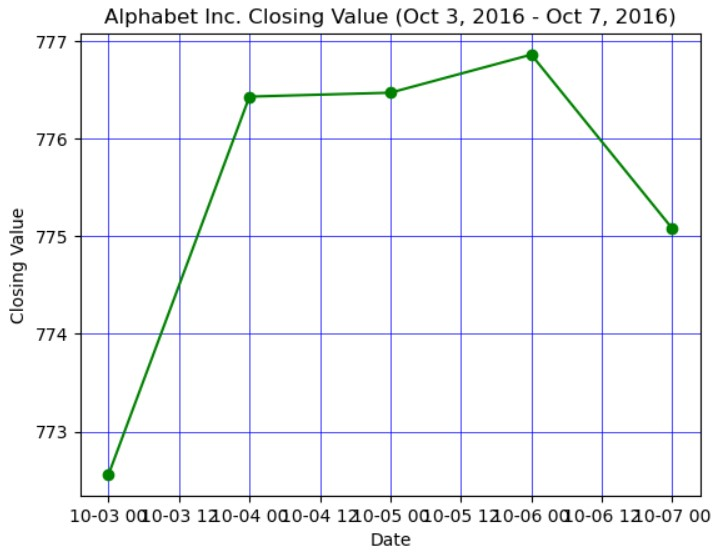 Alphabet Inc. Closing Value (Oct 3, 2016 - Oct 7, 2016)
777
776
775
774
773
Closing Value
10-03 00 10-03 12 10-04 00 10-04 12 10-05 00 10-05 12 10-06 00 10-06 12 10-07 00
Date